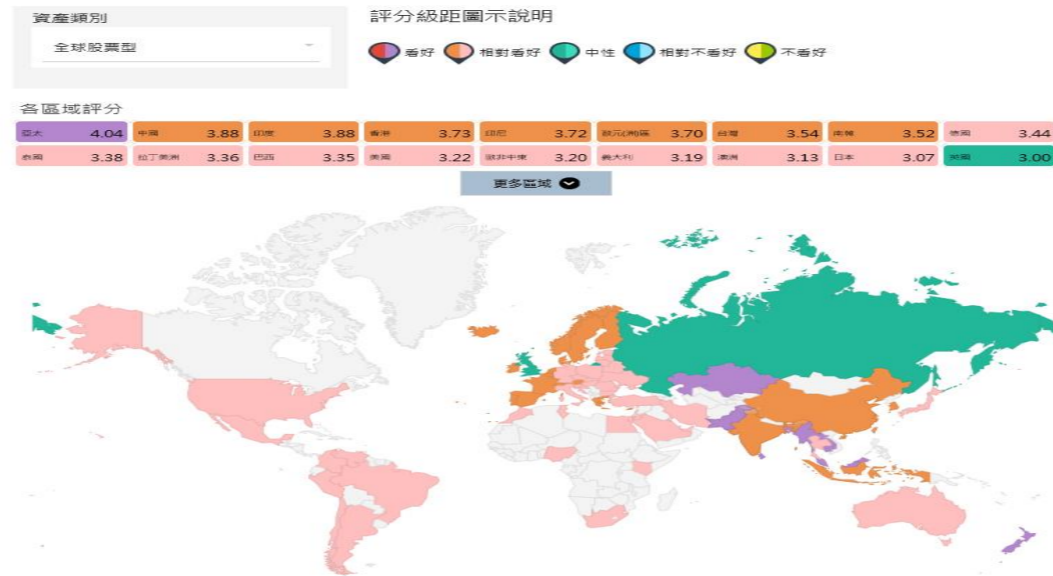 資產類別
評分級距圖示說明
全球股票型
看好 相對看好 中性 相對不看好 不看好
各區域評分
亞太 4.04 中國 3.88 印度 3.88 香港 3.73 印尼 3.72 歐元(洲)區 3.70 台灣 3.54 南韓 3.52 德國 3.44
泰國 3.38 拉丁美洲 3.36 巴西 3.35 美國 3.22 歐非中東 3.20 義大利 3.19 澳洲 3.13 日本 3.07 英國 3.00
更多區域